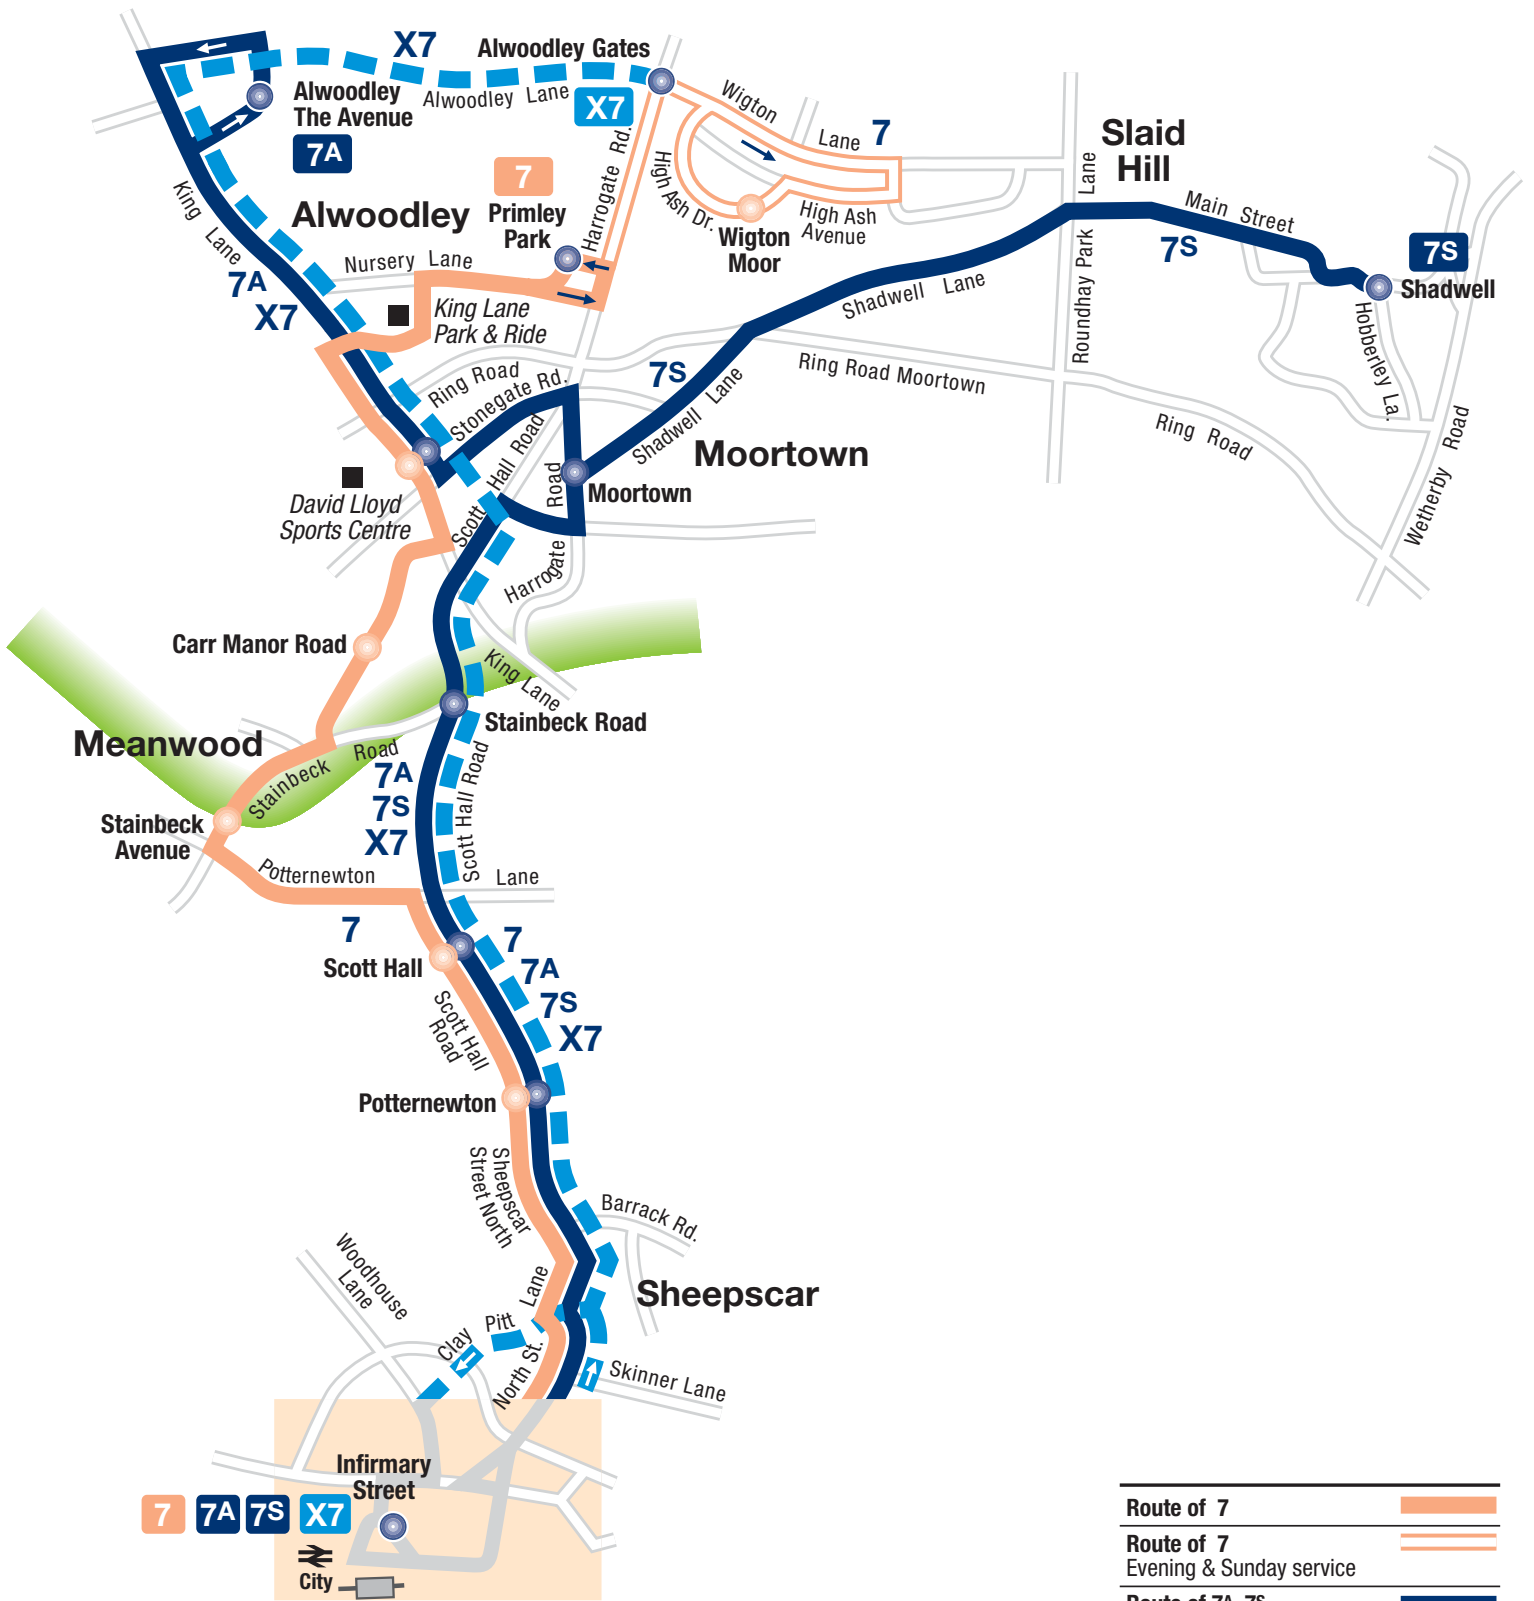 X7
Alwoodley Gates
Alwoodley Lane
X7
Alwoodley
The Avenue
7A
Wigton Lane
7
Slaid
Hill
7
Primley
Park
Harrogate Rd.
High Ash Dr.
High Ash
Avenue
Wigton
Moor
Roundhay Park Lane
Main Street
7S
7S
Shadwell
King Lane
Alwoodley
Nursery Lane
7A
X7
King Lane
Park & Ride
Shadwell Lane
Hobberley La.
Ring Road
Stonegate Rd.
7S
Shadwell Lane
Ring Road Moortown
Ring Road
Wetherby Road
Moortown
Moortown
Scott Hall Road
Harrogate Road
David Lloyd
Sports Centre
Carr Manor Road
King Lane
Stainbeck Road
Meanwood
Stainbeck Road
7A
7S
X7
Scott Hall Road
Stainbeck
Avenue
Potternewton Lane
7
Scott Hall
7
7A
7S
X7
Scott Hall
Road
Potternewton
Sheepscar
Street North
Barrack Rd.
Woodhouse
Lane
Sheepscar
Clay Pitt Lane
North St.
Skinner Lane
Infirmary
Street
7 7A 7S X7
City
Route of 7
Route of 7
Evening & Sunday service
Route of 7A, 7S